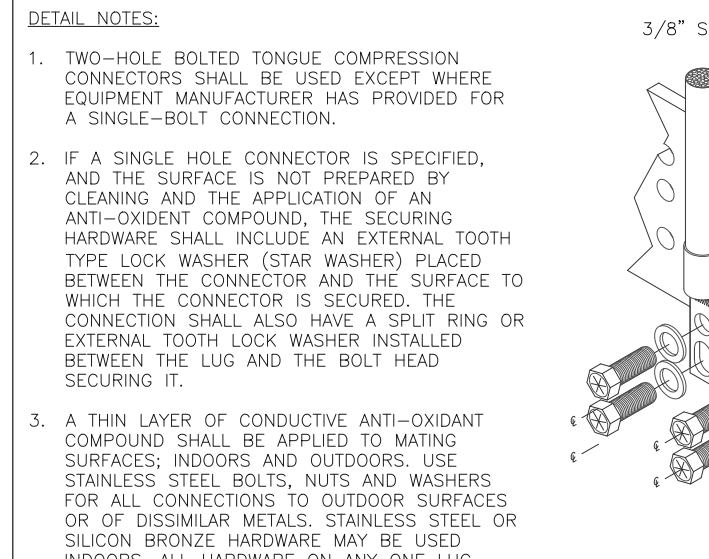 DETAIL NOTES:
3/8" S
1. TWO-HOLE BOLTED TONGUE COMPRESSION
CONNECTORS SHALL BE USED EXCEPT WHERE
EQUIPMENT MANUFACTURER HAS PROVIDED FOR
A SINGLE-BOLT CONNECTION.
2. IF A SINGLE HOLE CONNECTOR IS SPECIFIED,
AND THE SURFACE IS NOT PREPARED BY
CLEANING AND THE APPLICATION OF AN
ANTI-OXIDENT COMPOUND, THE SECURING
HARDWARE SHALL INCLUDE AN EXTERNAL TOOTH
TYPE LOCK WASHER (STAR WASHER) PLACED
BETWEEN THE CONNECTOR AND THE SURFACE TO
WHICH THE CONNECTOR IS SECURED. THE
CONNECTION SHALL ALSO HAVE A SPLIT RING OR
EXTERNAL TOOTH LOCK WASHER INSTALLED
BETWEEN THE LUG AND THE BOLT HEAD
SECURING IT.
3. A THIN LAYER OF CONDUCTIVE ANTI-OXIDANT
COMPOUND SHALL BE APPLIED TO MATING
SURFACES; INDOORS AND OUTDOORS. USE
STAINLESS STEEL BOLTS, NUTS AND WASHERS
FOR ALL CONNECTIONS TO OUTDOOR SURFACES
OR OF DISSIMILAR METALS. STAINLESS STEEL OR
SILICON BRONZE HARDWARE MAY BE USED
INDOORS. ALL HARDWARE ON ANY ONE LUG
℄
℄
℄
℄